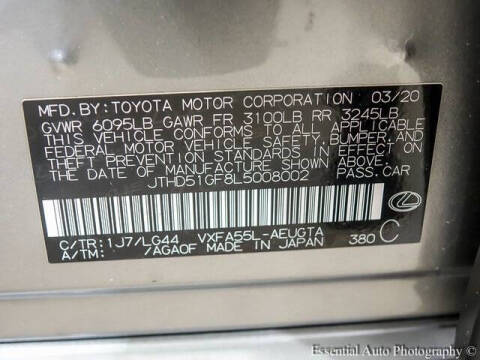 MFD. BY: TOYOTA MOTOR CORPORATION 03/20
GVWR 6095LB GAWR FR 3100LB RR 3245LB
THIS VEHICLE CONFORMS TO ALL APPLICABLE
FEDERAL MOTOR VEHICLE SAFETY, BUMPER, AND
THEFT PREVENTION STANDARDS IN EFFECT ON
THE DATE OF MANUFACTURE SHOWN ABOVE.
JTHD51GF8L5008002 PASS.CAR
C/TR: 1J7/LG44 VXFA55L-AEUGTA
A/TM: /AGA0F MADE IN JAPAN 380 C
Essential Auto Photography ©